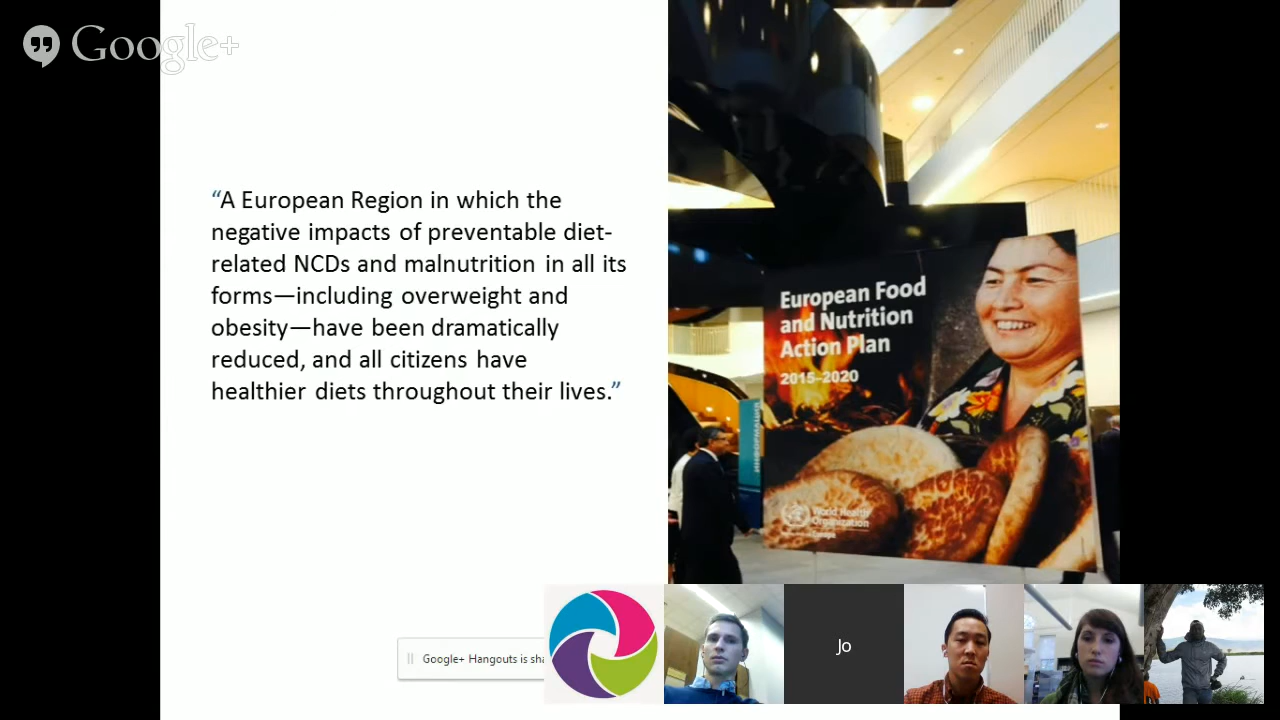 Google+
“A European Region in which the
negative impacts of preventable diet-
related NCDs and malnutrition in all its
forms—including overweight and
obesity—have been dramatically
reduced, and all citizens have
healthier diets throughout their lives.”
European Food
and Nutrition
Action Plan
2015–2020
World Health
Organization
Europe
Google+ Hangouts is sha
Jo